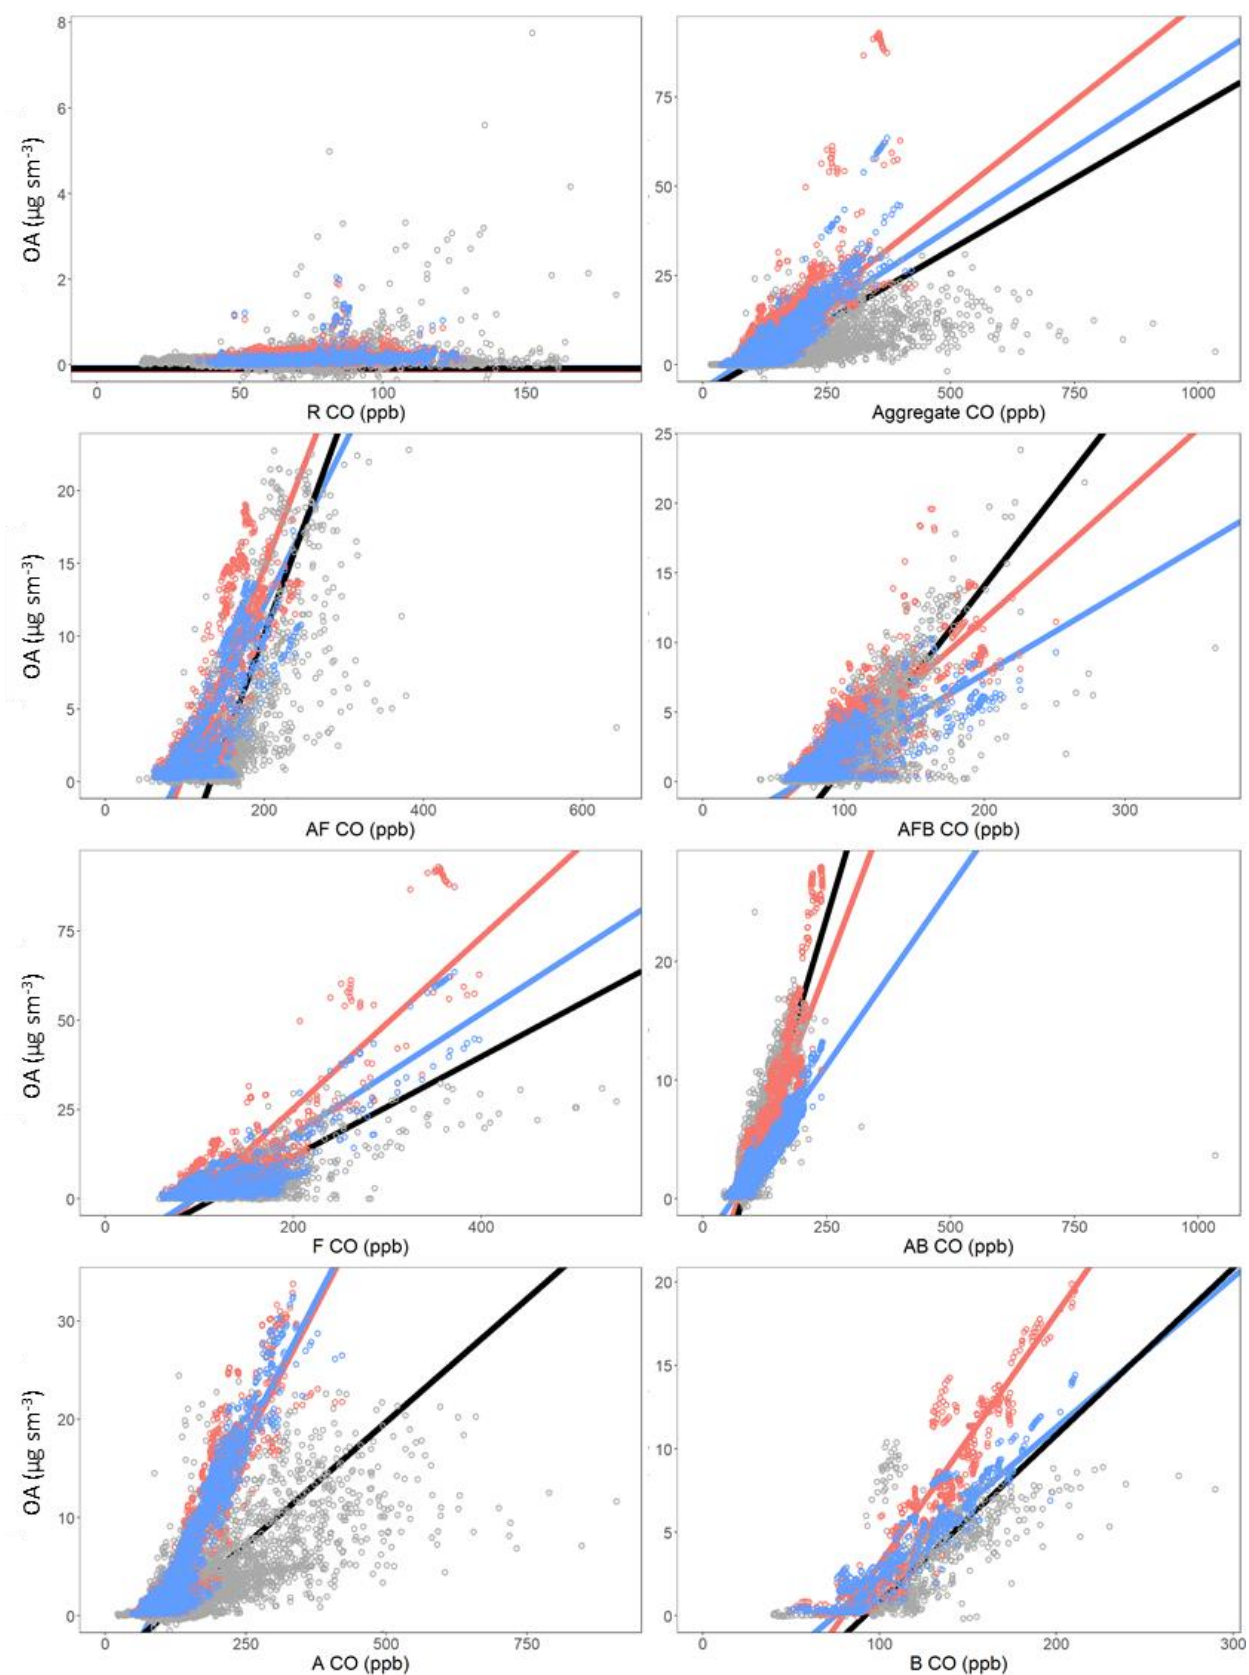 8
6
4
2
0
OA (µg sm⁻³)
0 50 100 150
R CO (ppb)
75
50
25
0
0 250 500 750 1000
Aggregate CO (ppb)
20
15
10
5
0
OA (µg sm⁻³)
0 200 400 600
AF CO (ppb)
25
20
15
10
5
0
0 100 200 300
AFB CO (ppb)
75
50
25
0
OA (µg sm⁻³)
0 200 400
F CO (ppb)
20
10
0
0 250 500 750 1000
AB CO (ppb)
30
20
10
0
OA (µg sm⁻³)
0 250 500 750
A CO (ppb)
20
15
10
5
0
0 100 200 300
B CO (ppb)